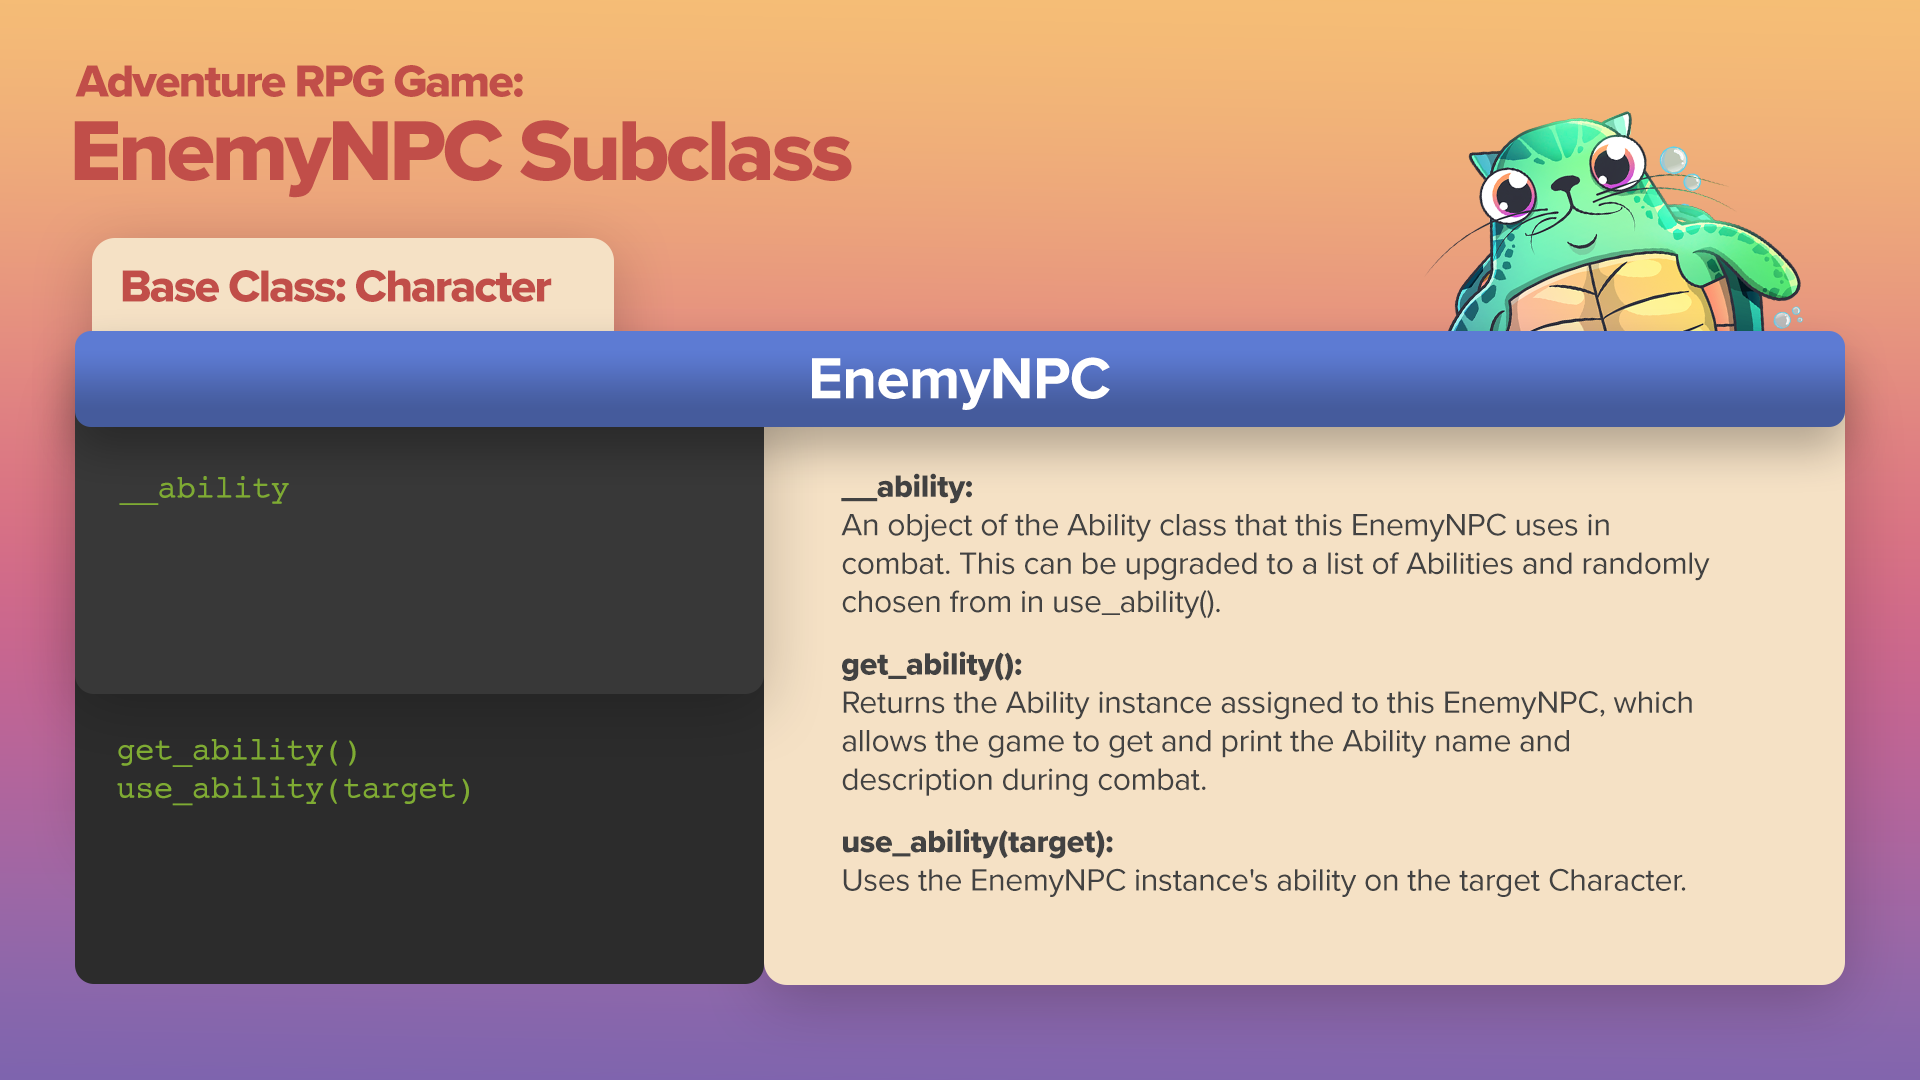 Adventure RPG Game:
EnemyNPC Subclass
Base Class: Character
EnemyNPC
__ability
get_ability()
use_ability(target)
__ability:
An object of the Ability class that this EnemyNPC uses in
combat. This can be upgraded to a list of Abilities and randomly
chosen from in use_ability().
get_ability():
Returns the Ability instance assigned to this EnemyNPC, which
allows the game to get and print the Ability name and
description during combat.
use_ability(target):
Uses the EnemyNPC instance's ability on the target Character.